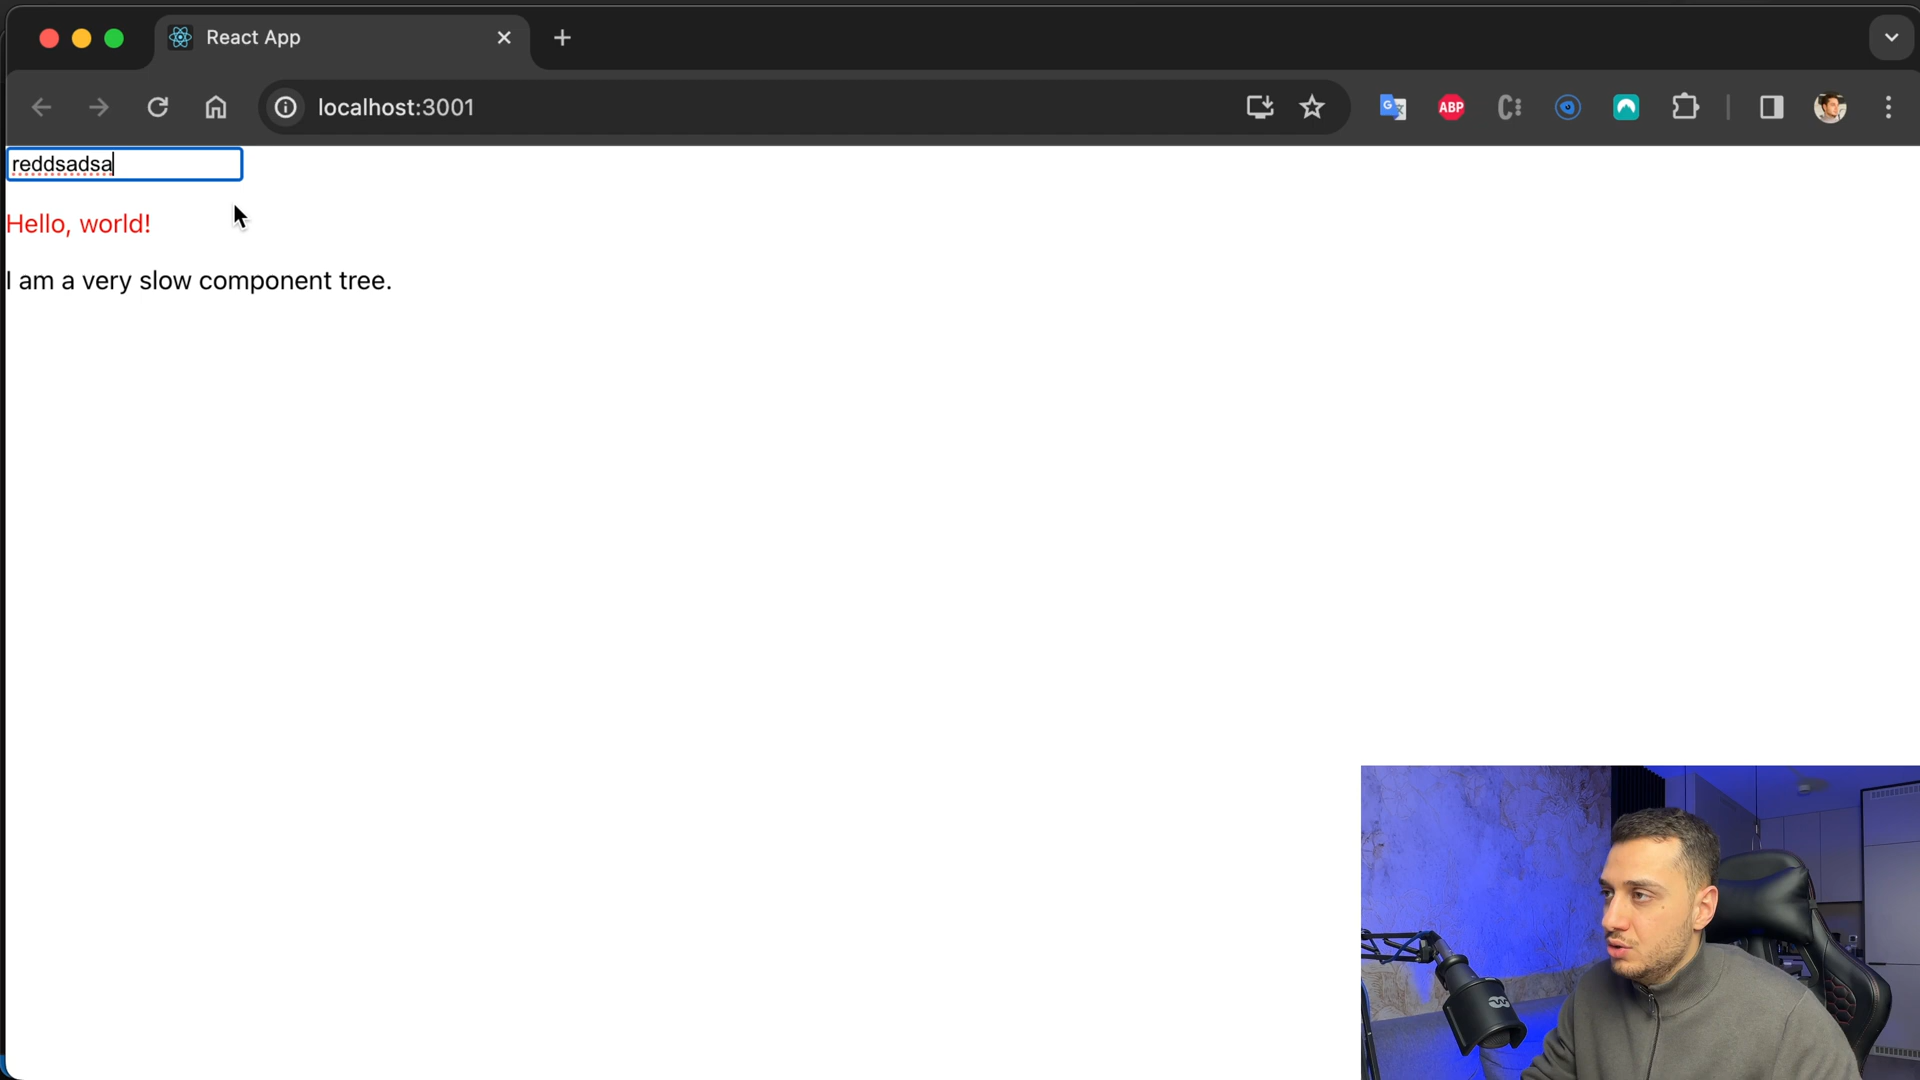 React App
localhost:3001
ABP
reddsadsa
Hello, world!
I am a very slow component tree.